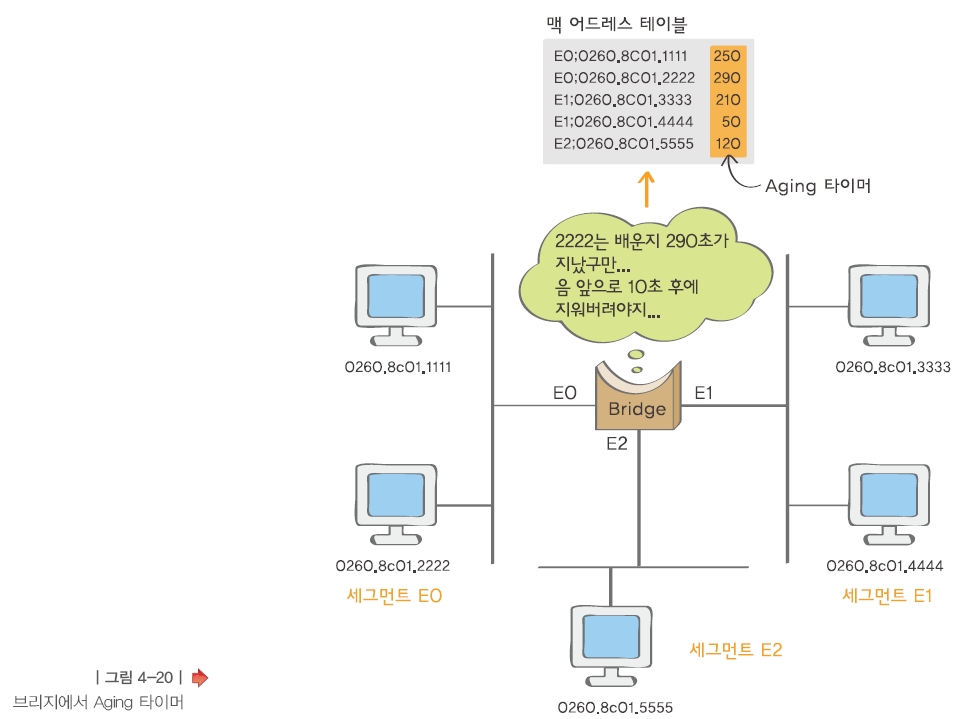 맥 어드레스 테이블
E0;0260.8C01.1111 250
E0;0260.8C01.2222 290
E1;0260.8C01.3333 210
E1;0260.8C01.4444 50
E2;0260.8C01.5555 120
Aging 타이머
2222는 배운지 290초가
지났구만...
음 앞으로 10초 후에
지워버려야지...
0260.8c01.1111
0260.8c01.3333
E0
E1
Bridge
E2
0260.8c01.2222
0260.8c01.4444
세그먼트 E0
세그먼트 E1
세그먼트 E2
| 그림 4-20 |
브리지에서 Aging 타이머
0260.8c01.5555